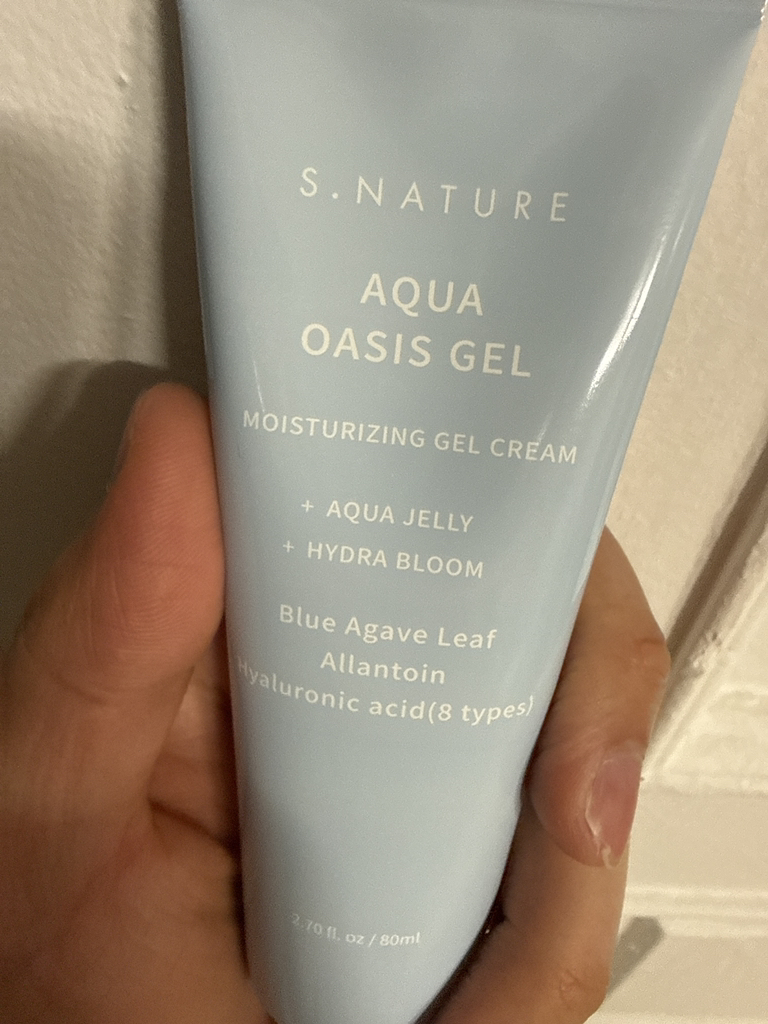 S.NATURE
AQUA
OASIS GEL
MOISTURIZING GEL CREAM
+ AQUA JELLY
+ HYDRA BLOOM
Blue Agave Leaf
Allantoin
Hyaluronic acid(8 types)
2.70 fl. oz / 80ml